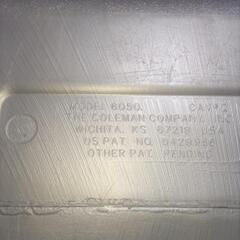 MODEL 6050
THE COLEMAN COMPANY, INC
WICHITA, KS 67219 USA
US PAT NO
OTHER PAT PENDING